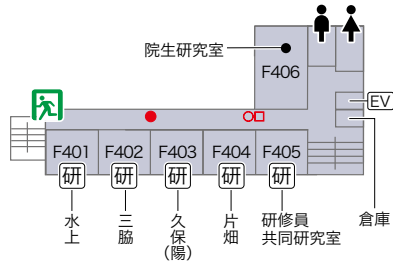 院生研究室
F406
EV
F401
F402
F403
F404
F405
研
研
研
研
研
水上
三脇
久保(陽)
片畑
研修員
共同研究室
倉庫